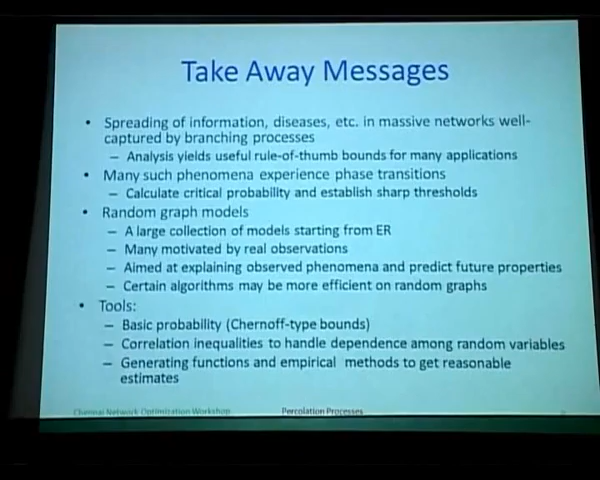 Take Away Messages
• Spreading of information, diseases, etc. in massive networks well-
captured by branching processes
– Analysis yields useful rule-of-thumb bounds for many applications
• Many such phenomena experience phase transitions
– Calculate critical probability and establish sharp thresholds
• Random graph models
– A large collection of models starting from ER
– Many motivated by real observations
– Aimed at explaining observed phenomena and predict future properties
– Certain algorithms may be more efficient on random graphs
• Tools:
– Basic probability (Chernoff-type bounds)
– Correlation inequalities to handle dependence among random variables
– Generating functions and empirical methods to get reasonable
estimates
Chennai Network Optimization Workshop
Percolation Processes